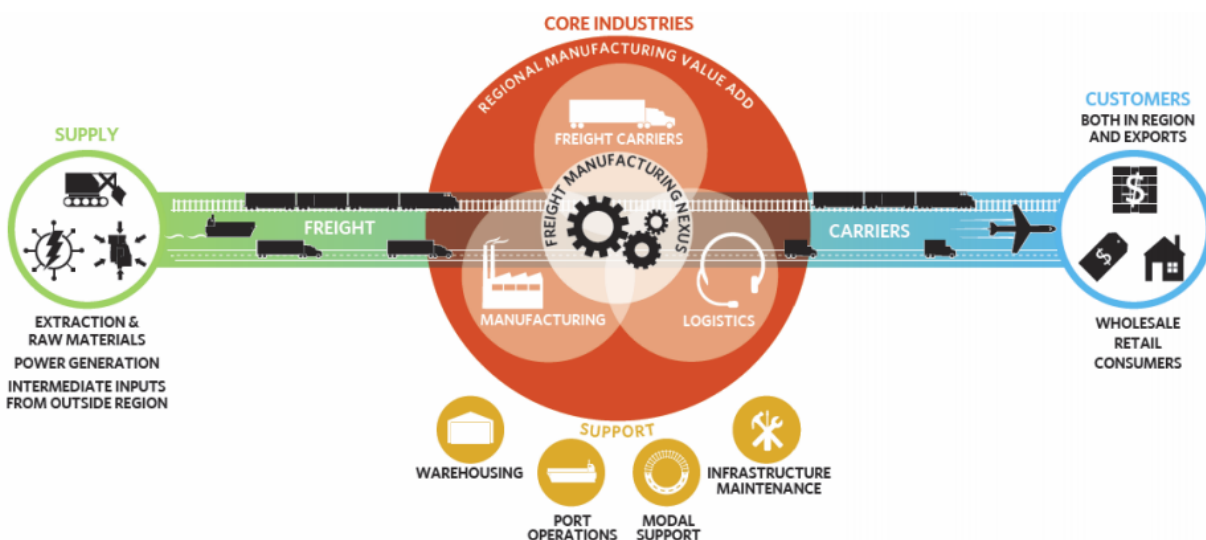 SUPPLY
EXTRACTION &
RAW MATERIALS
POWER GENERATION
INTERMEDIATE INPUTS
FROM OUTSIDE REGION
FREIGHT
CORE INDUSTRIES
REGIONAL MANUFACTURING VALUE ADD
FREIGHT CARRIERS
FREIGHT MANUFACTURING NEXUS
MANUFACTURING
LOGISTICS
SUPPORT
WAREHOUSING
PORT
OPERATIONS
MODAL
SUPPORT
INFRASTRUCTURE
MAINTENANCE
CARRIERS
CUSTOMERS
BOTH IN REGION
AND EXPORTS
$
$
WHOLESALE
RETAIL
CONSUMERS